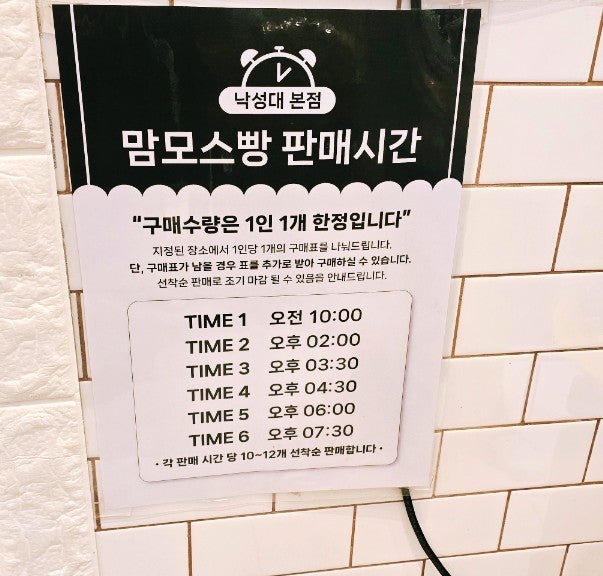 낙성대 본점
맘모스빵 판매시간
“구매수량은 1인 1개 한정입니다”
지정된 장소에서 1인당 1개의 구매표를 나눠드립니다.
단, 구매표가 남을 경우 표를 추가로 받아 구매하실 수 있습니다.
선착순 판매로 조기 마감 될 수 있음을 안내드립니다.
TIME 1 오전 10:00
TIME 2 오후 02:00
TIME 3 오후 03:30
TIME 4 오후 04:30
TIME 5 오후 06:00
TIME 6 오후 07:30
· 각 판매 시간 당 10~12개 선착순 판매합니다 ·